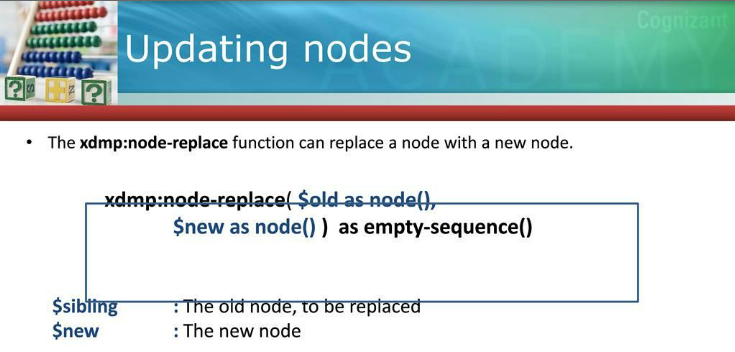 Cognizant
Updating nodes
ACADEMY
• The xdmp:node-replace function can replace a node with a new node.
xdmp:node-replace( $old as node(),
$new as node() ) as empty-sequence()
$sibling : The old node, to be replaced
$new : The new node